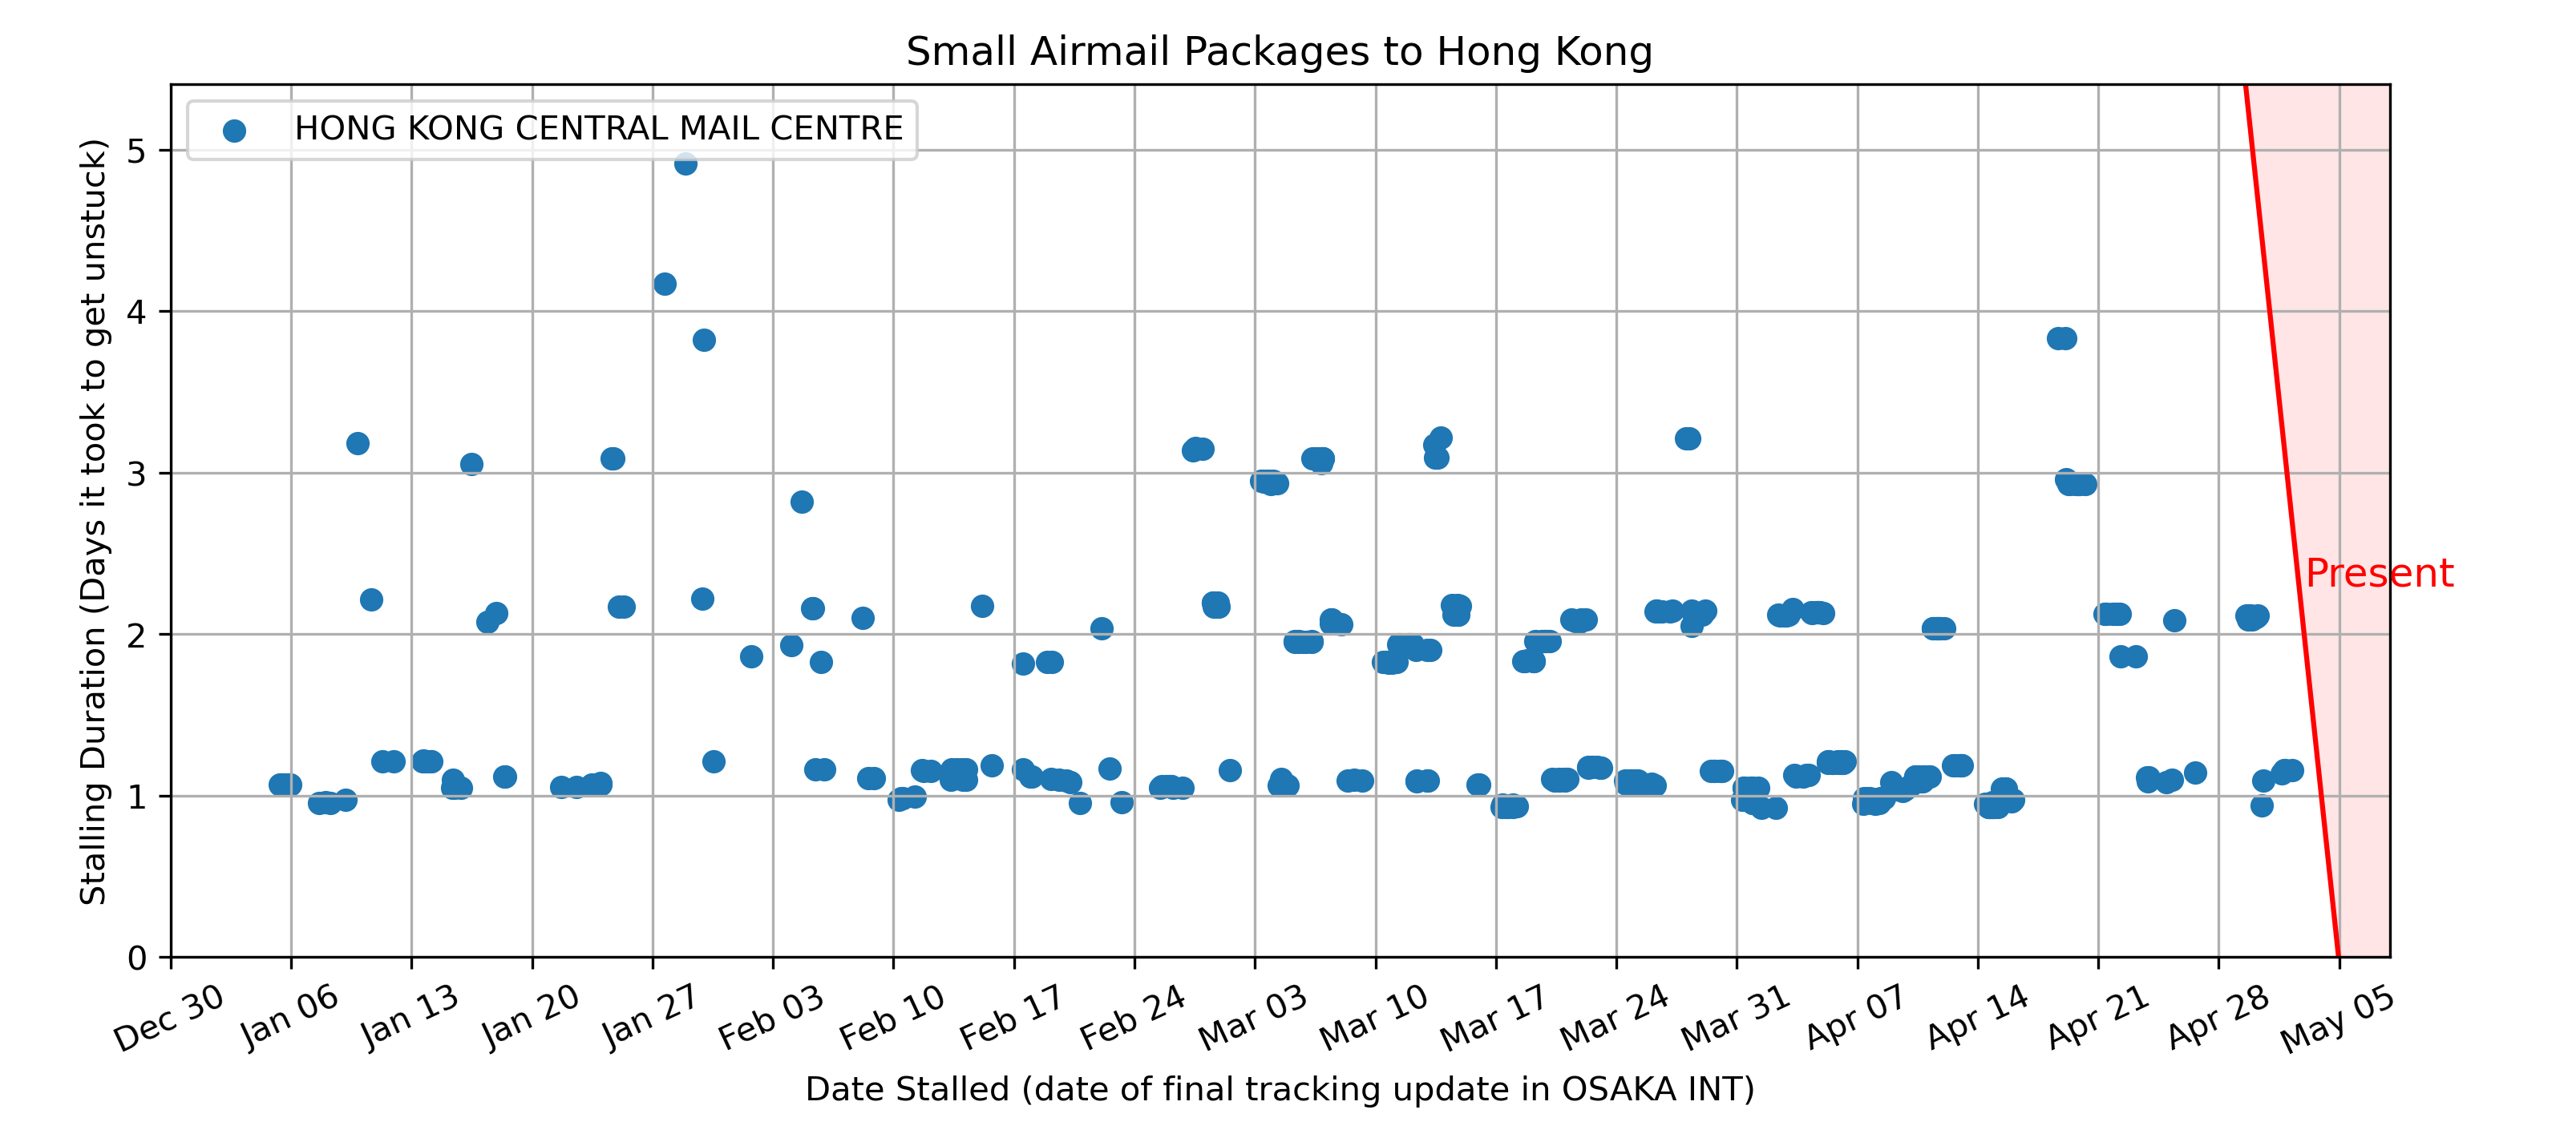 Small Airmail Packages to Hong Kong
HONG KONG CENTRAL MAIL CENTRE
Stalling Duration (Days it took to get unstuck)
5
4
3
2
1
0
Present
Dec 30
Jan 06
Jan 13
Jan 20
Jan 27
Feb 03
Feb 10
Feb 17
Feb 24
Mar 03
Mar 10
Mar 17
Mar 24
Mar 31
Apr 07
Apr 14
Apr 21
Apr 28
May 05
Date Stalled (date of final tracking update in OSAKA INT)